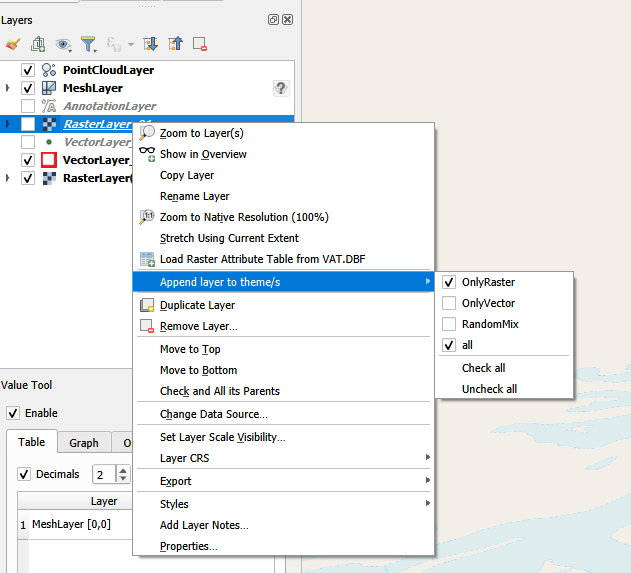 Layers
PointCloudLayer
MeshLayer
?
AnnotationLayer
RasterLayer_01
VectorLayer_
VectorLayer_
RasterLayer(
Zoom to Layer(s)
Show in Overview
Copy Layer
Rename Layer
Zoom to Native Resolution (100%)
Stretch Using Current Extent
Load Raster Attribute Table from VAT.DBF
Append layer to theme/s
Duplicate Layer
Remove Layer...
Move to Top
Move to Bottom
Check and All its Parents
Change Data Source...
Set Layer Scale Visibility...
Layer CRS
Export
Styles
Add Layer Notes...
Properties...
OnlyRaster
OnlyVector
RandomMix
all
Check all
Uncheck all
Value Tool
Enable
Table
Graph
O
Decimals
2
Layer
1 MeshLayer [0,0]